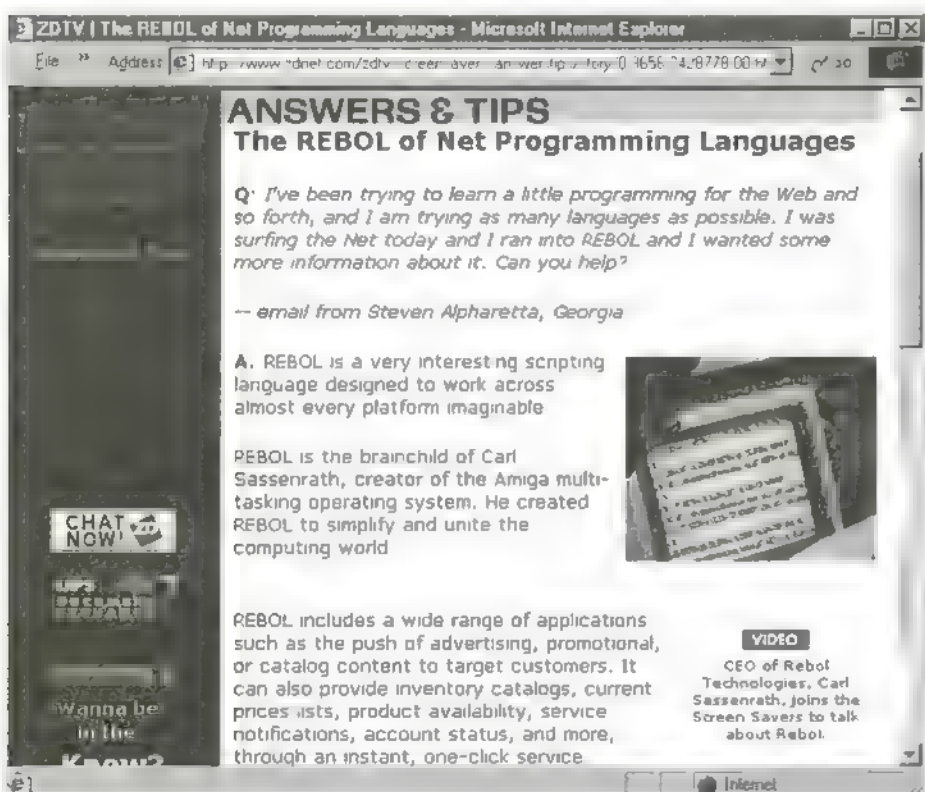 ZDTV | The REBOL of Net Programming Languages - Microsoft Internet Explorer
File » Address
ANSWERS & TIPS
The REBOL of Net Programming Languages
Q: I've been trying to learn a little programming for the Web and
so forth, and I am trying as many languages as possible. I was
surfing the Net today and I ran into REBOL and I wanted some
more information about it. Can you help?
-- email from Steven Alpharetta, Georgia
A. REBOL is a very interesting scripting
language designed to work across
almost every platform imaginable
REBOL is the brainchild of Carl
Sassenrath, creator of the Amiga multi-
tasking operating system. He created
REBOL to simplify and unite the
computing world
CHAT
NOW!
REBOL includes a wide range of applications
such as the push of advertising, promotional,
or catalog content to target customers. It
can also provide inventory catalogs, current
prices lists, product availability, service
notifications, account status, and more,
through an instant, one-click service
VIDEO
CEO of Rebol
Technologies, Carl
Sassenrath, joins the
Screen Savers to talk
about Rebol.
Wanna be
in the
Know?
Internet